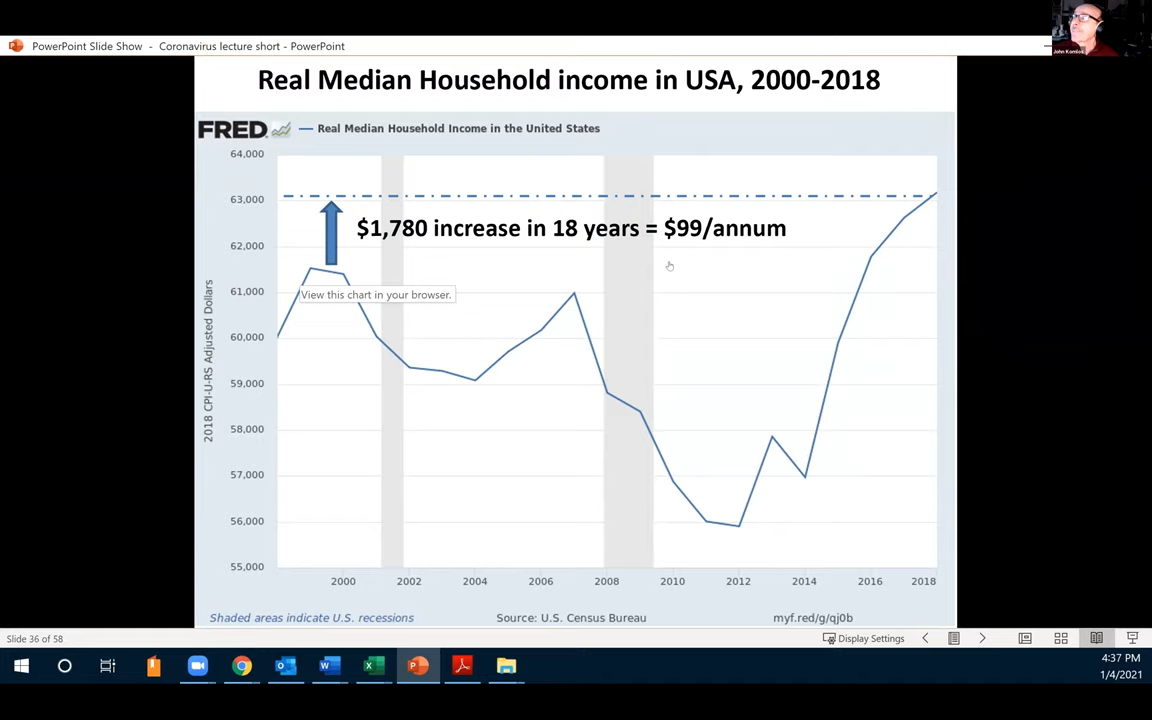 PowerPoint Slide Show - Coronavirus lecture short - PowerPoint
John Komlos
Real Median Household income in USA, 2000-2018
FRED — Real Median Household Income in the United States
64,000
63,000
$1,780 increase in 18 years = $99/annum
62,000
61,000
View this chart in your browser.
60,000
59,000
58,000
57,000
56,000
55,000
2018 CPI-U-RS Adjusted Dollars
2000 2002 2004 2006 2008 2010 2012 2014 2016 2018
Shaded areas indicate U.S. recessions Source: U.S. Census Bureau myf.red/g/qj0b
Slide 36 of 58 Display Settings
4:37 PM
1/4/2021